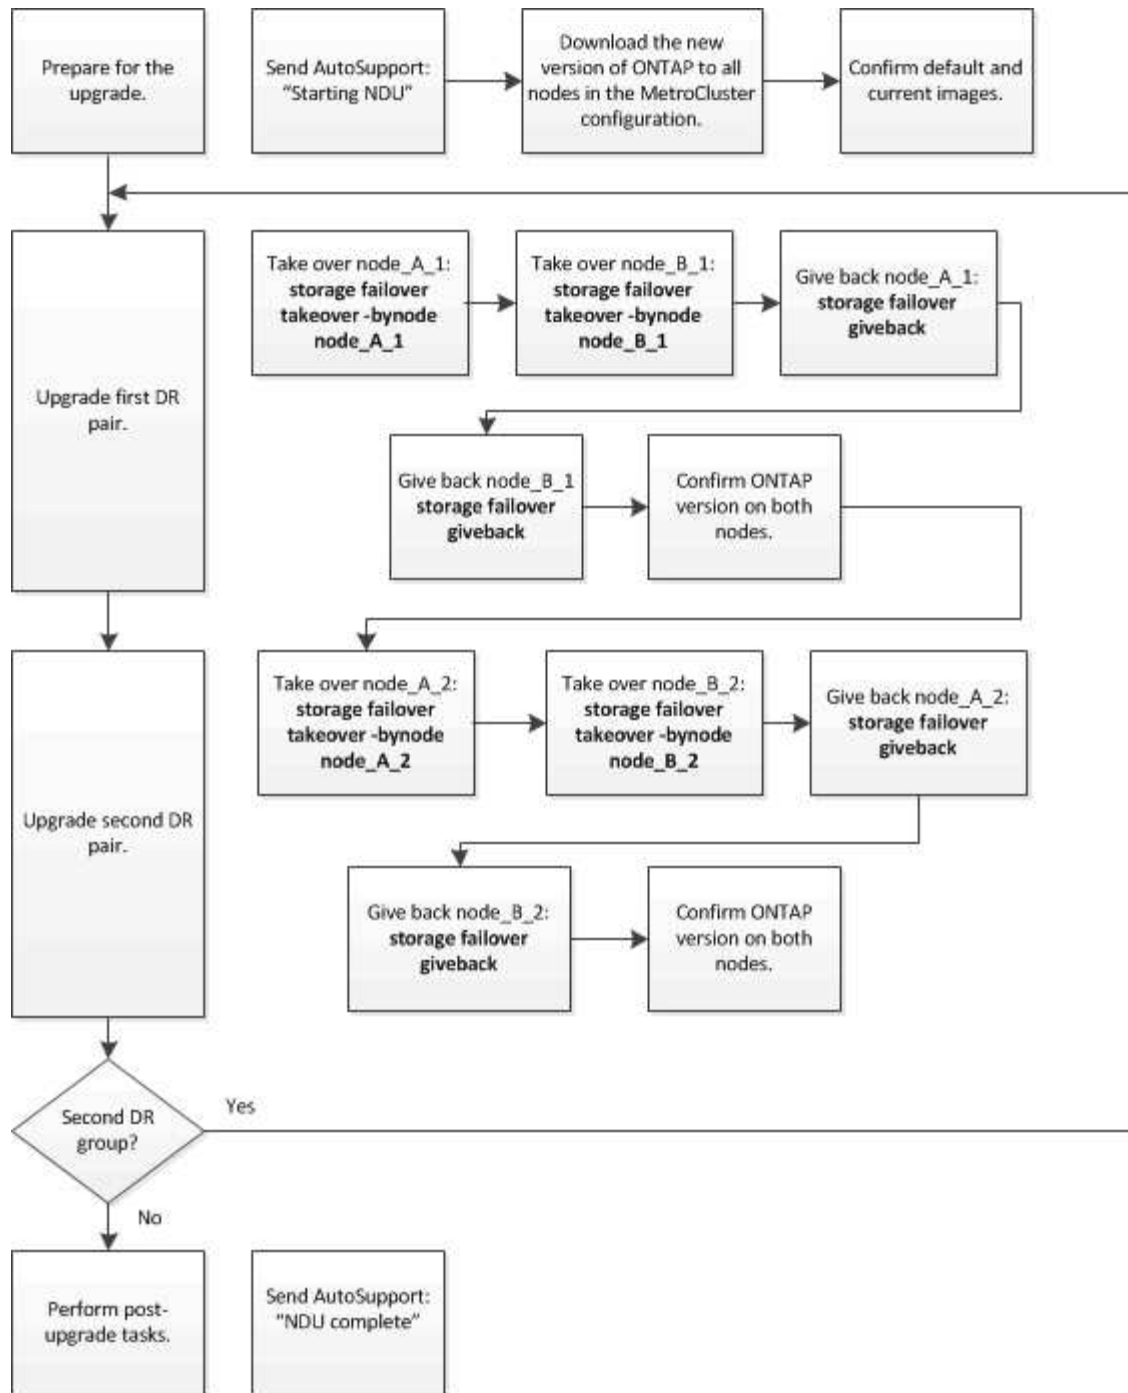 Prepare for the
upgrade.
Send AutoSupport:
“Starting NDU”
Download the new
version of ONTAP to all
nodes in the MetroCluster
configuration.
Confirm default and
current images.
Upgrade first DR
pair.
Take over node_A_1:
storage failover
takeover -bynode
node_A_1
Take over node_B_1:
storage failover
takeover -bynode
node_B_1
Give back node_A_1:
storage failover
giveback
Give back node_B_1
storage failover
giveback
Confirm ONTAP
version on both
nodes.
Upgrade second DR
pair.
Take over node_A_2:
storage failover
takeover -bynode
node_A_2
Take over node_B_2:
storage failover
takeover -bynode
node_B_2
Give back node_A_2:
storage failover
giveback
Give back node_B_2:
storage failover
giveback
Confirm ONTAP
version on both
nodes.
Second DR
group?
Yes
No
Perform post-
upgrade tasks.
Send AutoSupport:
“NDU complete”